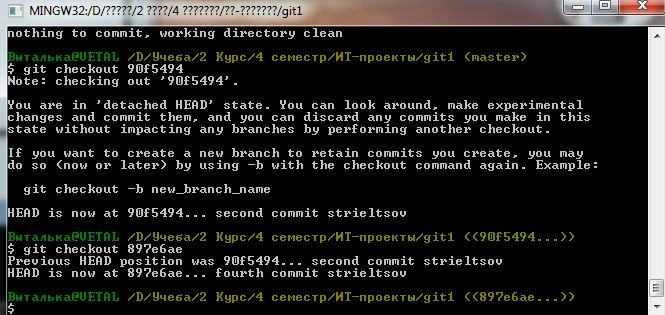 MINGW32:/D/?????/2 ????/4 ???????/??-???????/git1
nothing to commit, working directory clean
Виталька@VETAL /D/Учеба/2 Курс/4 семестр/ИТ-проекты/git1 (master)
$ git checkout 90f5494
Note: checking out '90f5494'.
You are in 'detached HEAD' state. You can look around, make experimental
changes and commit them, and you can discard any commits you make in this
state without impacting any branches by performing another checkout.
If you want to create a new branch to retain commits you create, you may
do so (now or later) by using -b with the checkout command again. Example:
git checkout -b new_branch_name
HEAD is now at 90f5494... second commit strieltsov
Виталька@VETAL /D/Учеба/2 Курс/4 семестр/ИТ-проекты/git1 ((90f5494...))
$ git checkout 897e6ae
Previous HEAD position was 90f5494... second commit strieltsov
HEAD is now at 897e6ae... fourth commit strieltsov
Виталька@VETAL /D/Учеба/2 Курс/4 семестр/ИТ-проекты/git1 ((897e6ae...))
$